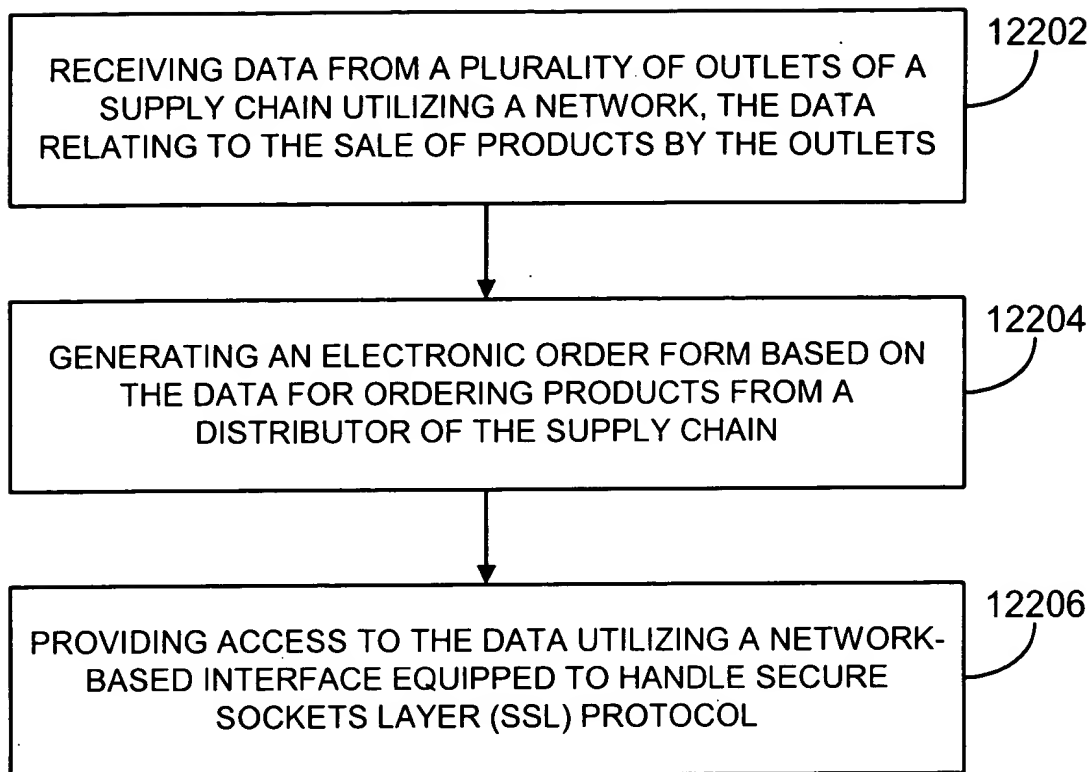 12202
RECEIVING DATA FROM A PLURALITY OF OUTLETS OF A
SUPPLY CHAIN UTILIZING A NETWORK, THE DATA
RELATING TO THE SALE OF PRODUCTS BY THE OUTLETS
12204
GENERATING AN ELECTRONIC ORDER FORM BASED ON
THE DATA FOR ORDERING PRODUCTS FROM A
DISTRIBUTOR OF THE SUPPLY CHAIN
12206
PROVIDING ACCESS TO THE DATA UTILIZING A NETWORK-
BASED INTERFACE EQUIPPED TO HANDLE SECURE
SOCKETS LAYER (SSL) PROTOCOL